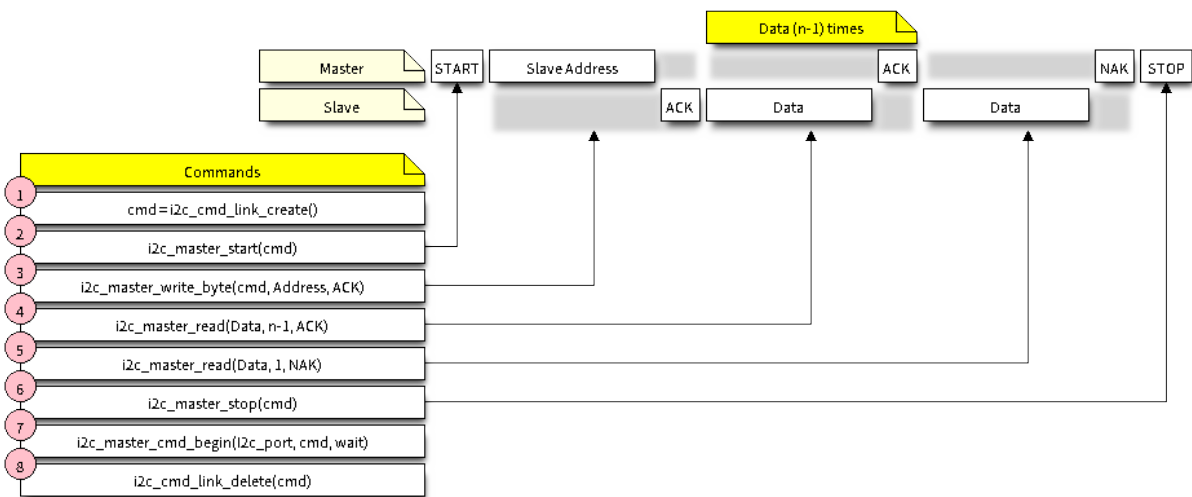 Data (n-1) times
Master START Slave Address ACK NAK STOP
Slave ACK Data Data
Commands
1
cmd=i2c_cmd_link_create()
2
i2c_master_start(cmd)
3
i2c_master_write_byte(cmd, Address, ACK)
4
i2c_master_read(Data, n-1, ACK)
5
i2c_master_read(Data, 1, NAK)
6
i2c_master_stop(cmd)
7
i2c_master_cmd_begin(I2c_port, cmd, wait)
8
i2c_cmd_link_delete(cmd)